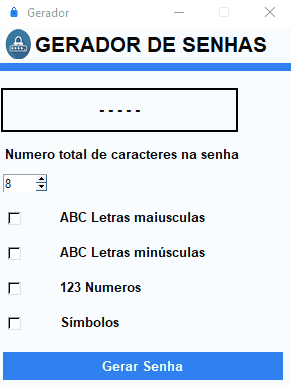 Gerador
GERADOR DE SENHAS
- - - - -
Numero total de caracteres na senha
8
ABC Letras maiusculas
ABC Letras minúsculas
123 Numeros
Símbolos
Gerar Senha